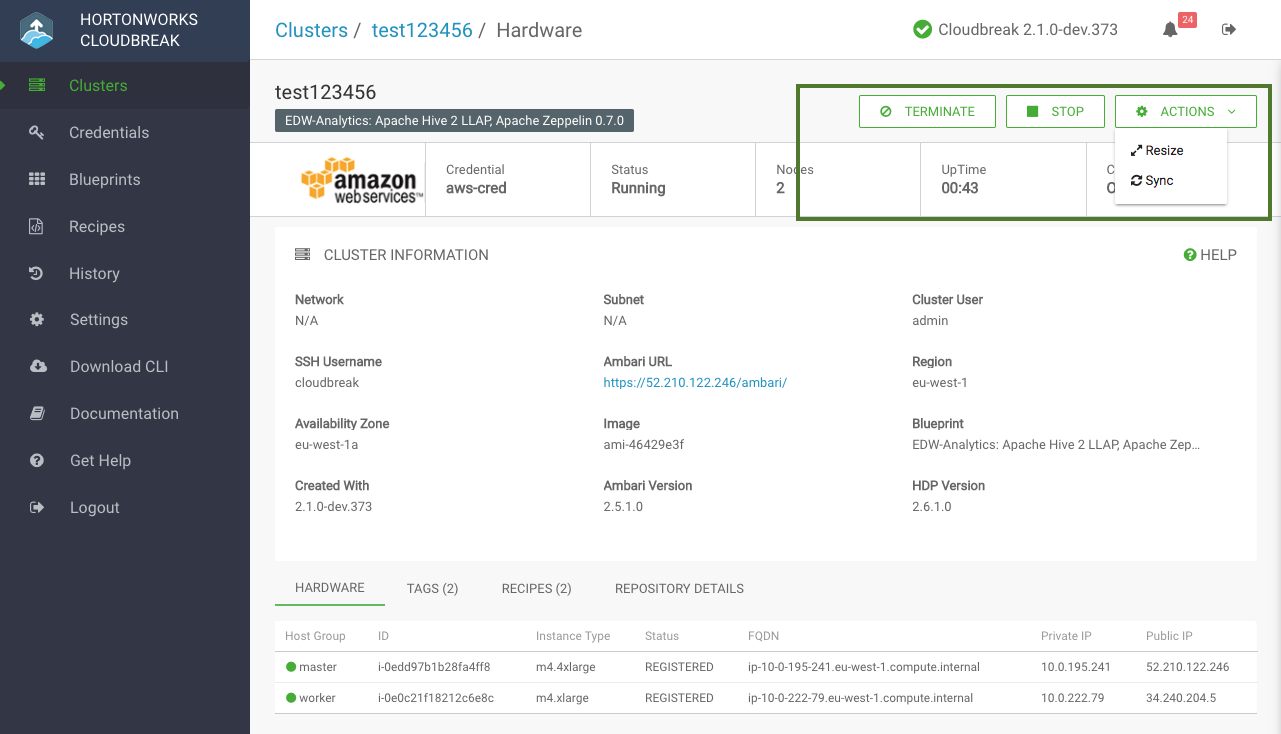 HORTONWORKS
CLOUDBREAK
Clusters
Credentials
Blueprints
Recipes
History
Settings
Download CLI
Documentation
Get Help
Logout
Clusters / test123456 / Hardware
Cloudbreak 2.1.0-dev.373
24
test123456
EDW-Analytics: Apache Hive 2 LLAP, Apache Zeppelin 0.7.0
TERMINATE STOP ACTIONS
Resize
Sync
amazon
webservices™
Credential
aws-cred
Status
Running
Nodes
2
UpTime
00:43
CLUSTER INFORMATION
HELP
Network Subnet Cluster User
N/A N/A admin
SSH Username Ambari URL Region
cloudbreak https://52.210.122.246/ambari/ eu-west-1
Availability Zone Image Blueprint
eu-west-1a ami-46429e3f EDW-Analytics: Apache Hive 2 LLAP, Apache Zep...
Created With Ambari Version HDP Version
2.1.0-dev.373 2.5.1.0 2.6.1.0
HARDWARE TAGS (2) RECIPES (2) REPOSITORY DETAILS
Host Group ID Instance Type Status FQDN Private IP Public IP
master i-0edd97b1b28fa4ff8 m4.4xlarge REGISTERED ip-10-0-195-241.eu-west-1.compute.internal 10.0.195.241 52.210.122.246
worker i-0e0c21f18212c6e8c m4.xlarge REGISTERED ip-10-0-222-79.eu-west-1.compute.internal 10.0.222.79 34.240.204.5